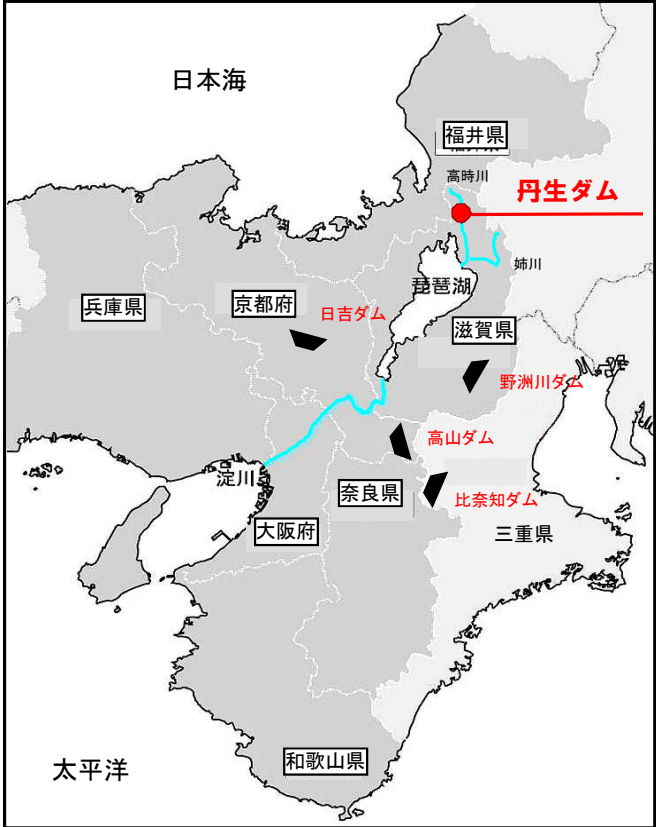 日本海
福井県
高時川
丹生ダム
姉川
琵琶湖
兵庫県
京都府
日吉ダム
滋賀県
野洲川ダム
高山ダム
淀川
奈良県
比奈知ダム
大阪府
三重県
和歌山県
太平洋